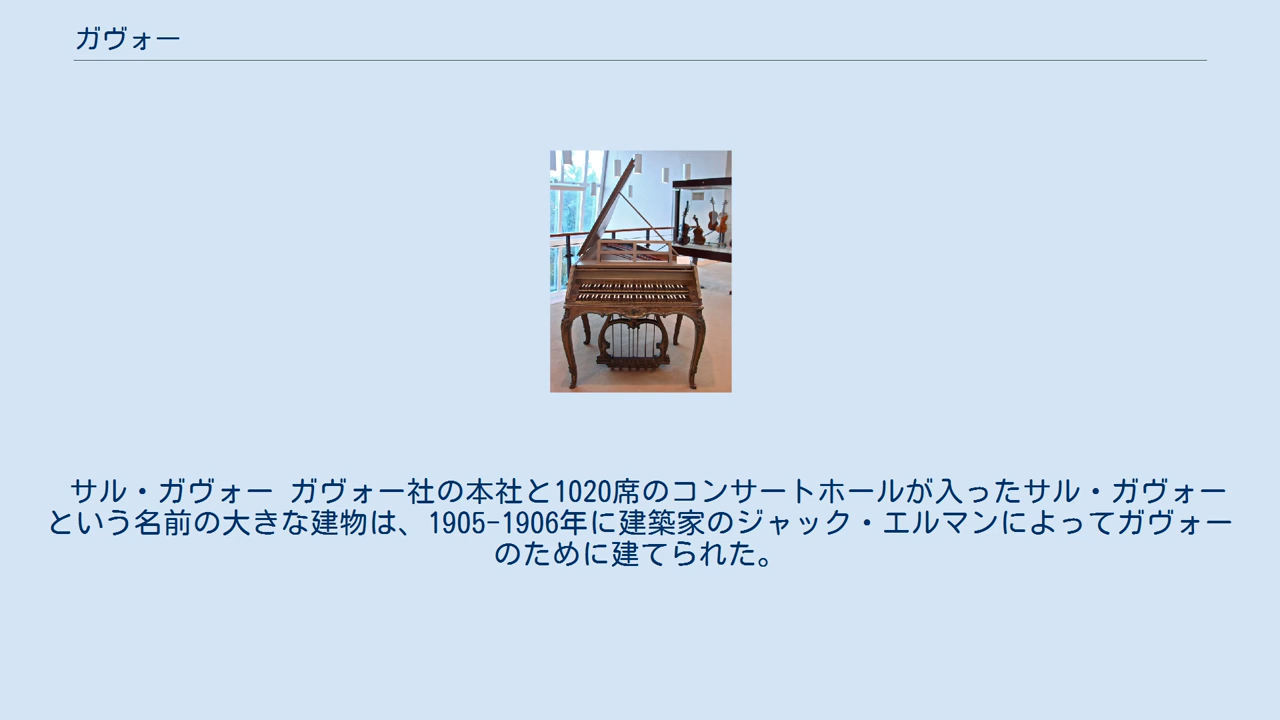 ガヴォー
サル・ガヴォー ガヴォー社の本社と1020席のコンサートホールが入ったサル・ガヴォー
という名前の大きな建物は、1905-1906年に建築家のジャック・エルマンによってガヴォー
のために建てられた。